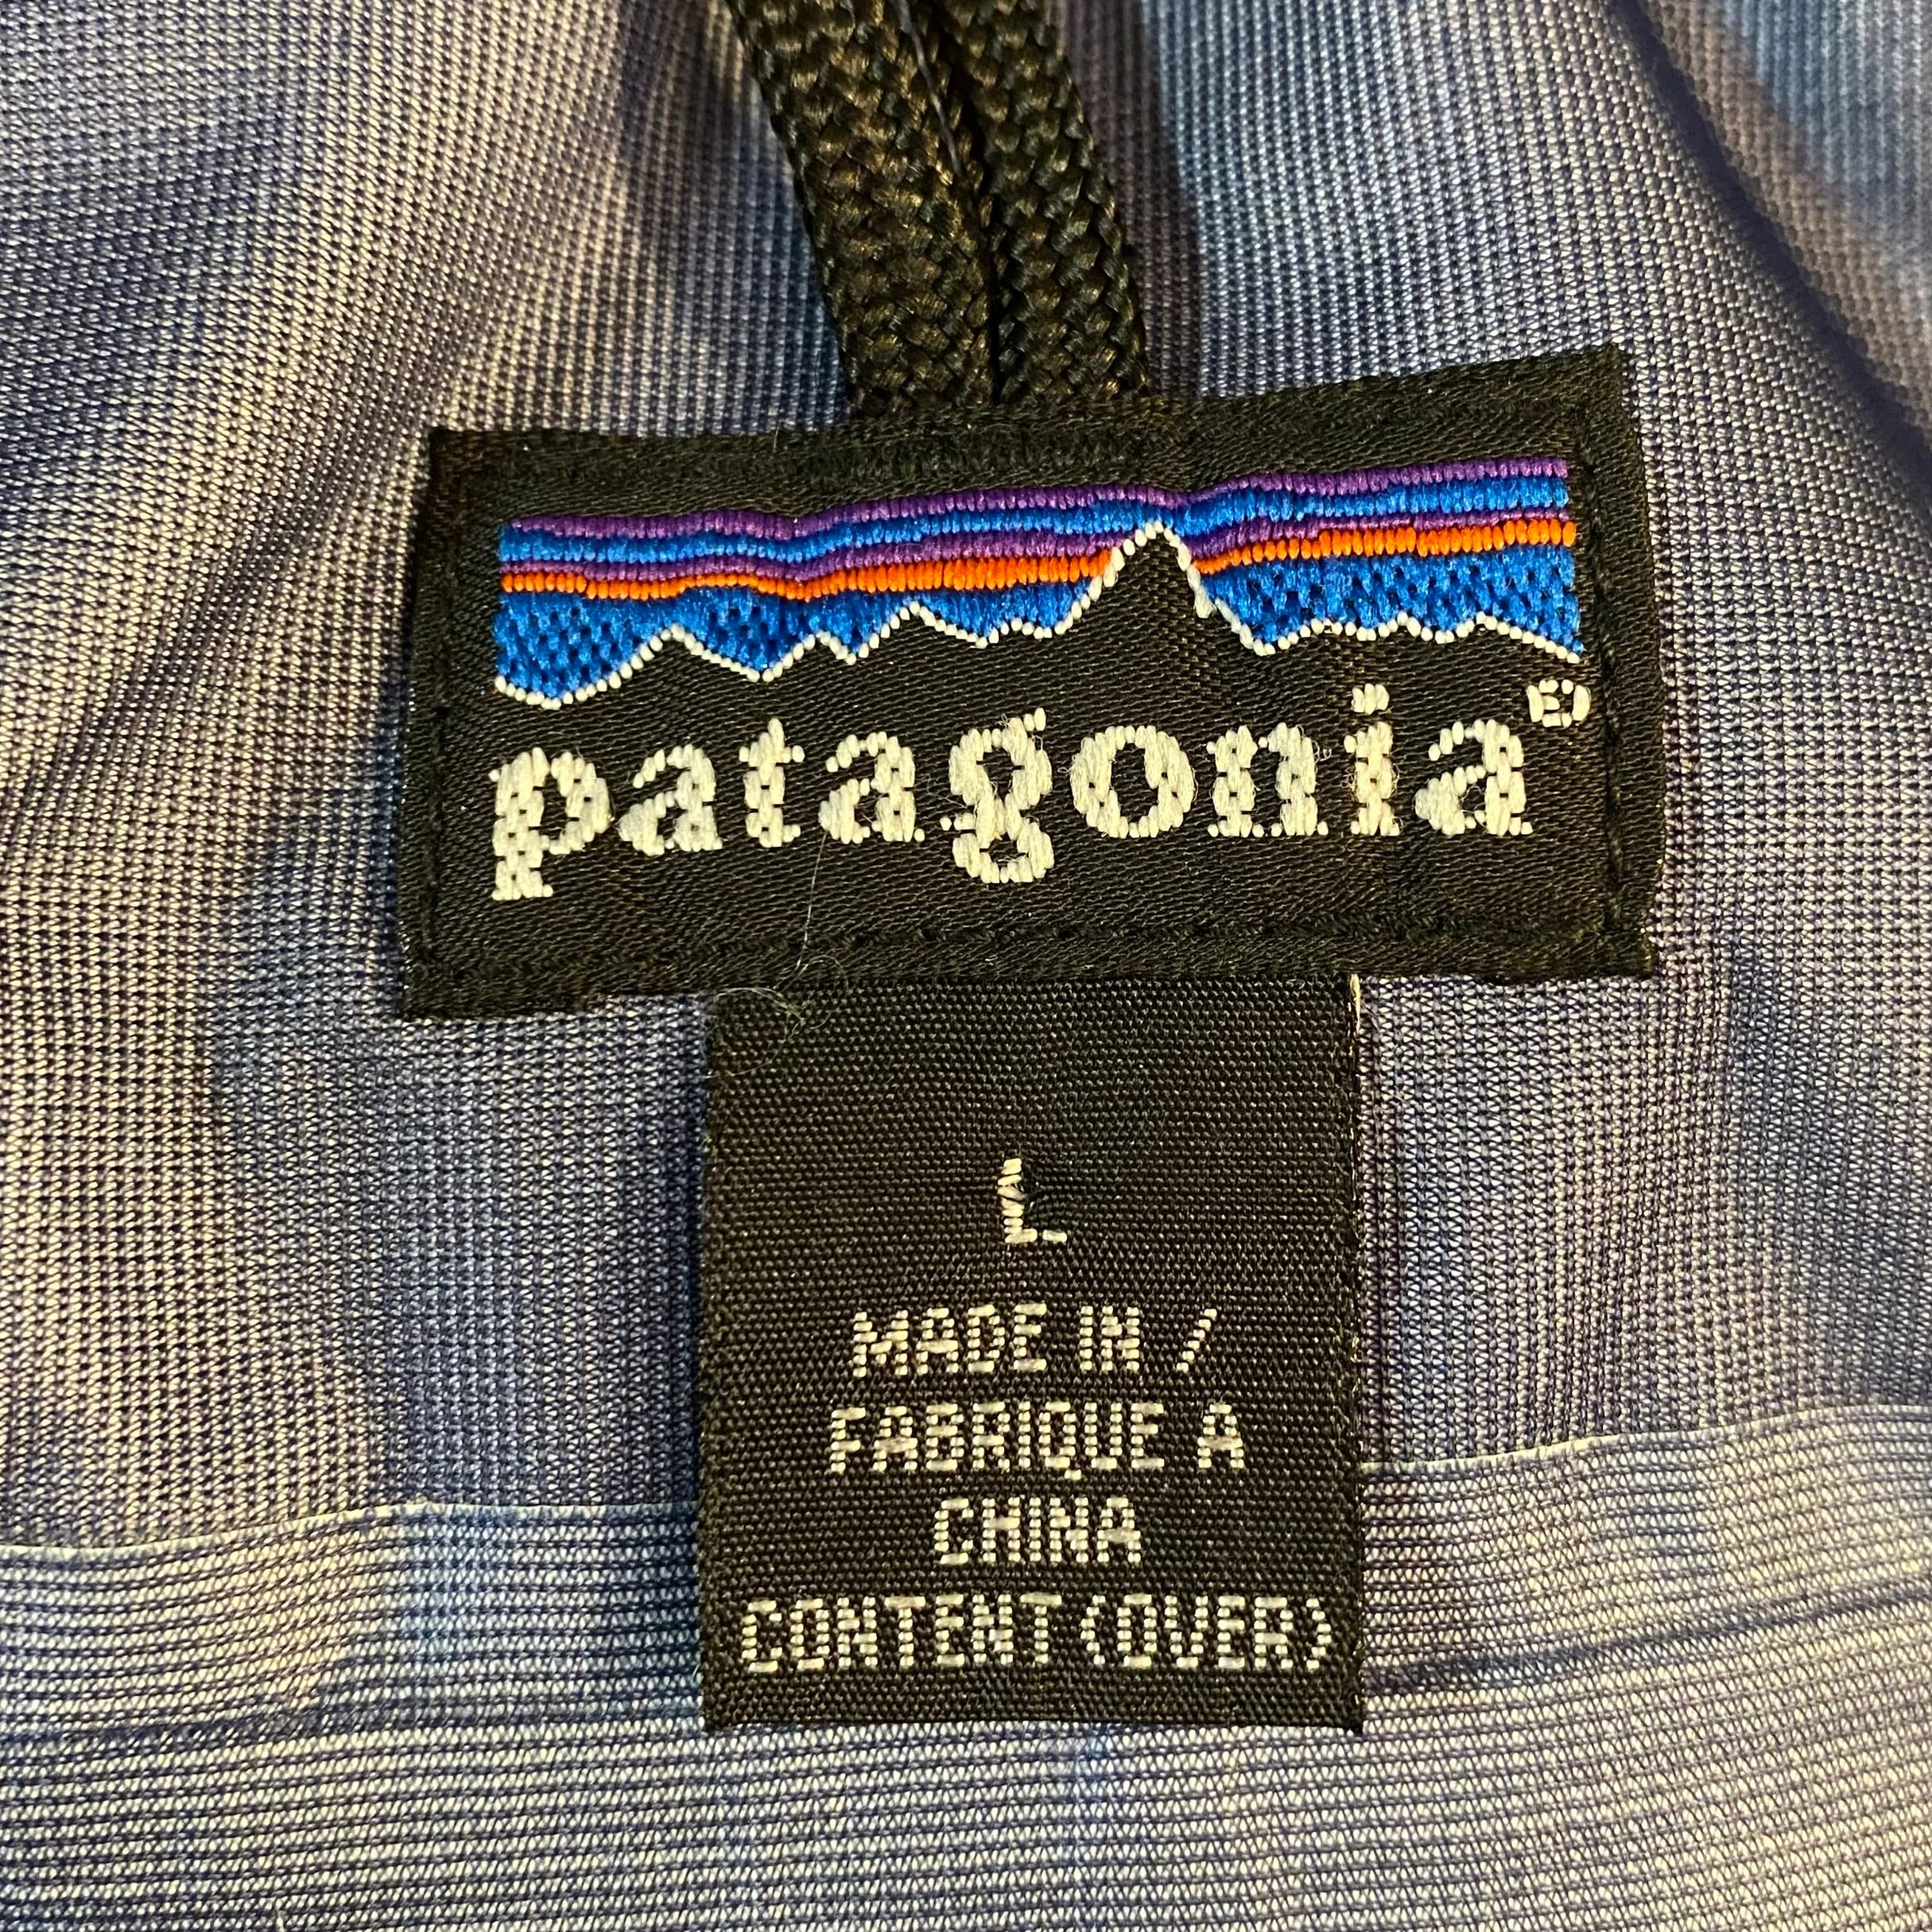 patagonia®
L
MADE IN /
FABRIQUE A
CHINA
CONTENT (OVER)